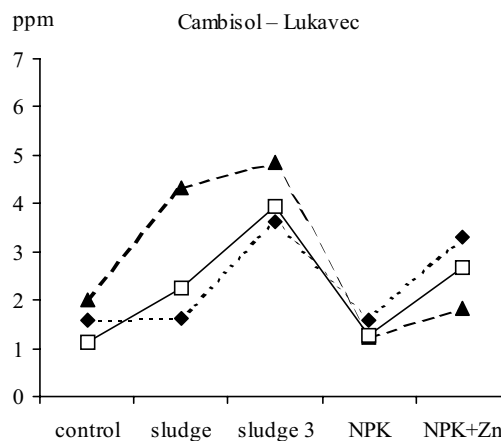 ppm
Cambisol – Lukavec
7
6
5
4
3
2
1
0
control sludge sludge 3 NPK NPK+Zn